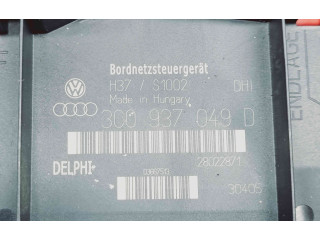 Bordnetzsteuergerät
H37 / S1002 DHI
Made in Hungary
3C0 937 049 D
DELPHI 28022871
30405
ENDLAGE